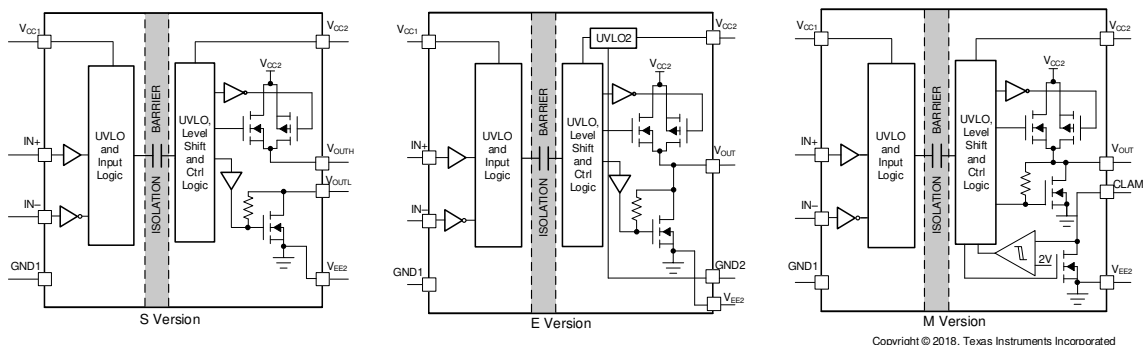 VCC1
UVLO
and
Input
Logic
IN+
IN−
GND1
ISOLATION
BARRIER
UVLO,
Level
Shift
and
Ctrl
Logic
VCC2
VCC2
VOUTH
VOUTL
VEE2
S Version
VCC1
UVLO
and
Input
Logic
IN+
IN−
GND1
ISOLATION
BARRIER
UVLO2
UVLO,
Level
Shift
and
Ctrl
Logic
VCC2
VCC2
VOUT
GND2
VEE2
E Version
VCC1
UVLO
and
Input
Logic
IN+
IN−
GND1
ISOLATION
BARRIER
UVLO,
Level
Shift
and
Ctrl
Logic
VCC2
VCC2
VOUT
CLAM
2V
VEE2
M Version
Copyright © 2018, Texas Instruments Incorporated